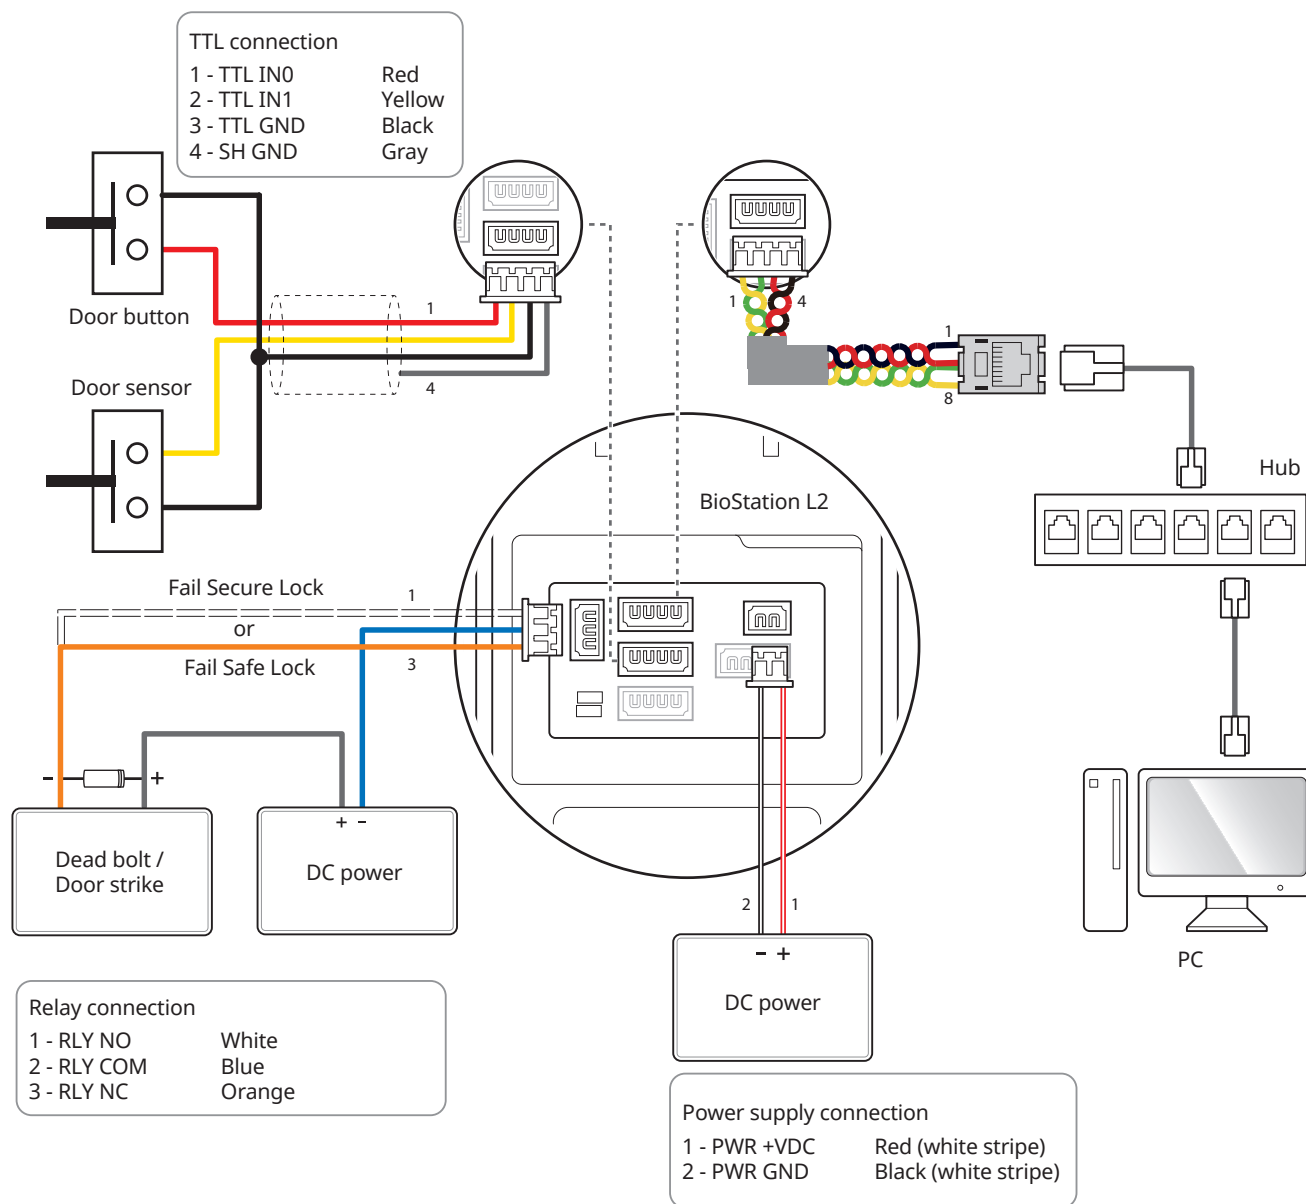 TTL connection
1 - TTL IN0 Red
2 - TTL IN1 Yellow
3 - TTL GND Black
4 - SH GND Gray
Door button
1
4
Door sensor
1
4
1
8
Hub
BioStation L2
Fail Secure Lock
1
or
Fail Safe Lock
3
- +
Dead bolt /
Door strike
+ -
DC power
2 1
- +
DC power
PC
Relay connection
1 - RLY NO White
2 - RLY COM Blue
3 - RLY NC Orange
Power supply connection
1 - PWR +VDC Red (white stripe)
2 - PWR GND Black (white stripe)